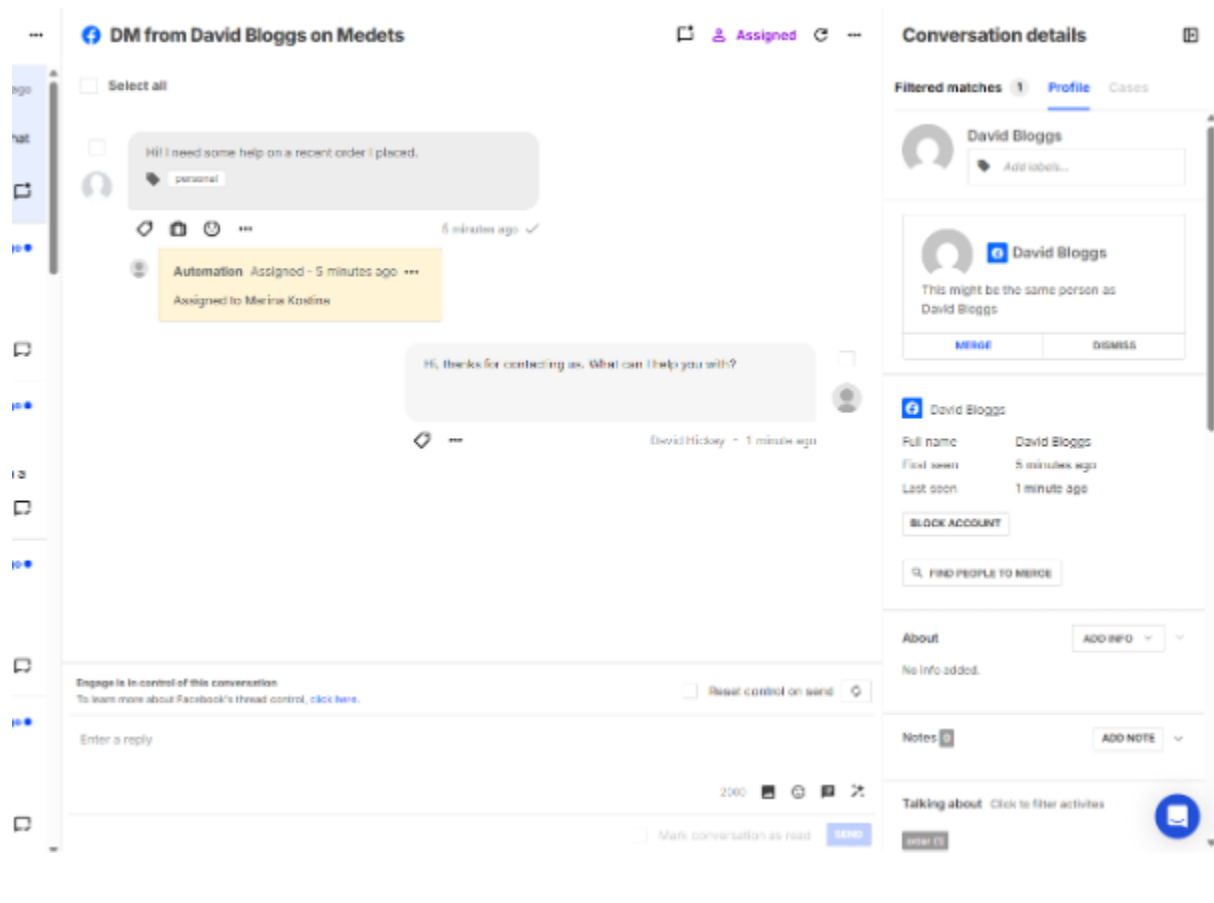 DM from David Bloggs on Medets
Assigned
Select all
ago
hat
Hi! I need some help on a recent order I placed.
personal
5 minutes ago
Automation Assigned - 5 minutes ago
Assigned to Marina Kostina
Hi, thanks for contacting us. What can I help you with?
David Hickey - 1 minute ago
a
Engage is in control of this conversation
To learn more about Facebook's thread control, click here.
Reset control on send
Enter a reply
2000
Mark conversation as read
SEND
Conversation details
Filtered matches 1 Profile Cases
David Bloggs
Add labels...
David Bloggs
This might be the same person as
David Bloggs
MERGE DISMISS
David Bloggs
Full name David Bloggs
First seen 5 minutes ago
Last seen 1 minute ago
BLOCK ACCOUNT
FIND PEOPLE TO MERGE
About ADD INFO
No info added.
Notes 0 ADD NOTE
Talking about Click to filter activites
order (1)